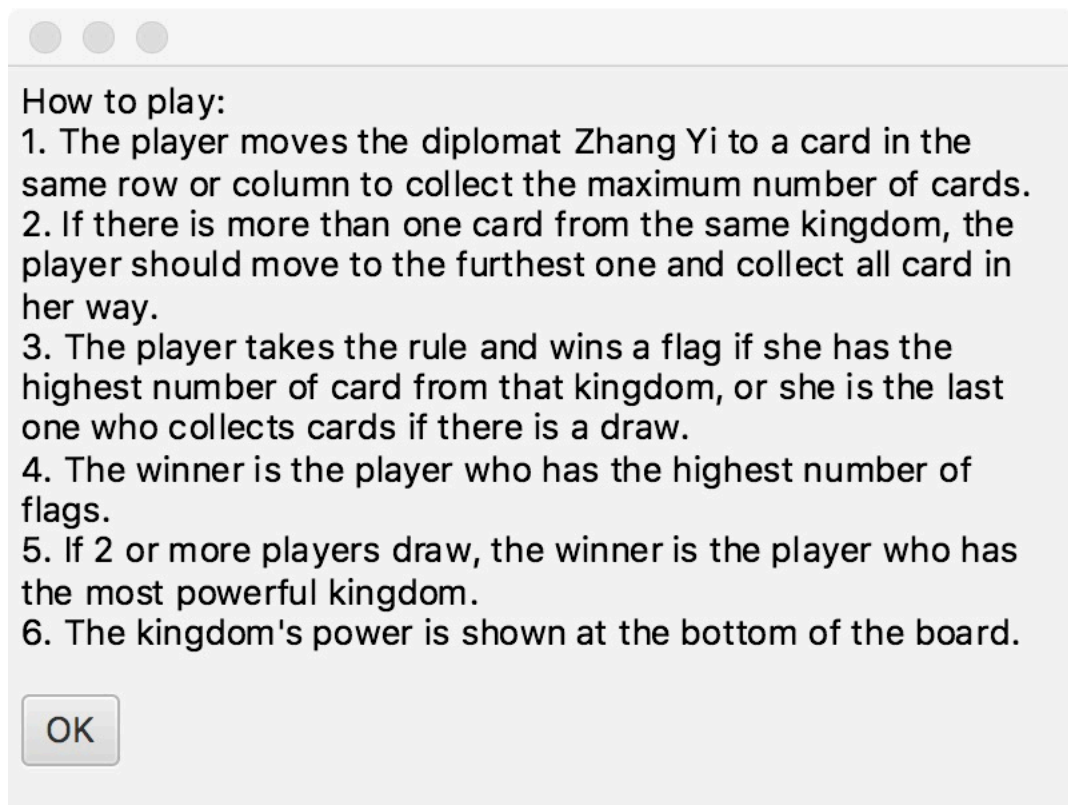 How to play:
1. The player moves the diplomat Zhang Yi to a card in the
same row or column to collect the maximum number of cards.
2. If there is more than one card from the same kingdom, the
player should move to the furthest one and collect all card in
her way.
3. The player takes the rule and wins a flag if she has the
highest number of card from that kingdom, or she is the last
one who collects cards if there is a draw.
4. The winner is the player who has the highest number of
flags.
5. If 2 or more players draw, the winner is the player who has
the most powerful kingdom.
6. The kingdom's power is shown at the bottom of the board.
OK